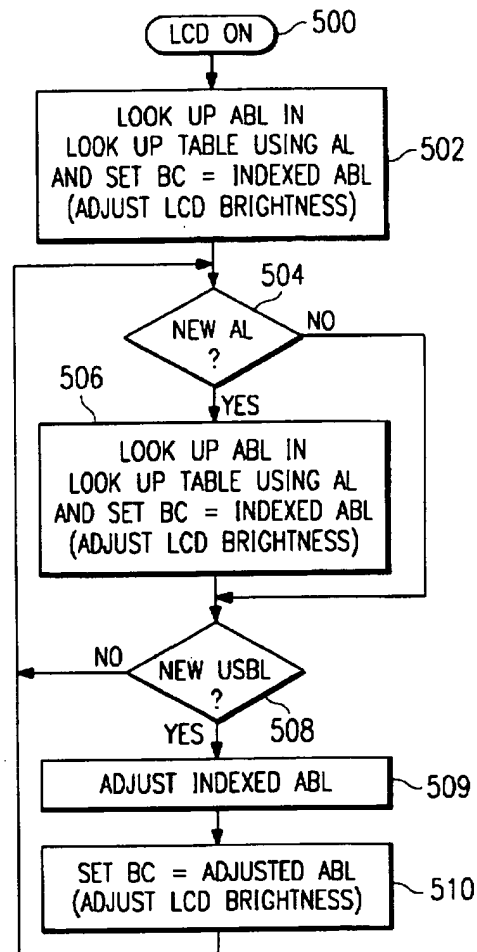 LCD ON
500
LOOK UP ABL IN
LOOK UP TABLE USING AL
AND SET BC = INDEXED ABL
(ADJUST LCD BRIGHTNESS)
502
504
NEW AL
?
NO
506
YES
LOOK UP ABL IN
LOOK UP TABLE USING AL
AND SET BC = INDEXED ABL
(ADJUST LCD BRIGHTNESS)
NO
NEW USBL
?
508
YES
ADJUST INDEXED ABL
509
SET BC = ADJUSTED ABL
(ADJUST LCD BRIGHTNESS)
510